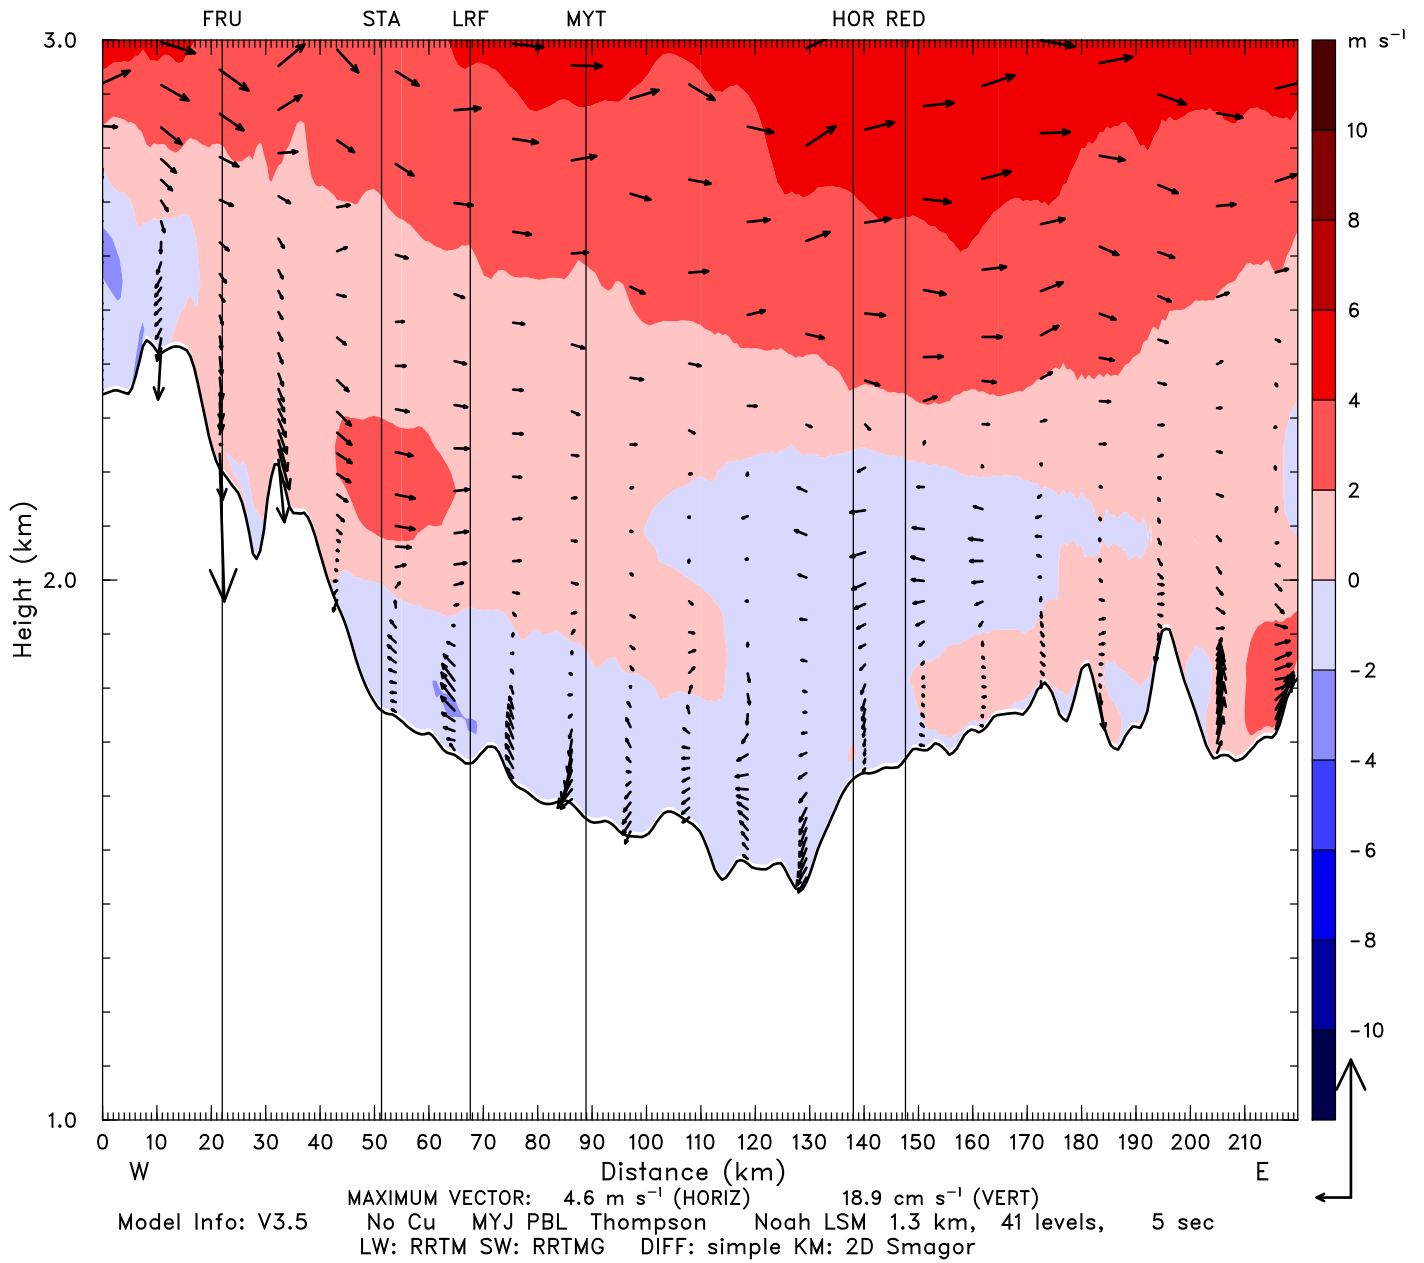 FRU STA LRF MYT HOR RED
m s⁻¹
3.0
10
8
6
4
2
2.0
0
-2
-4
-6
-8
-10
Height (km)
1.0
0 10 20 30 40 50 60 70 80 90 100 110 120 130 140 150 160 170 180 190 200 210
W Distance (km) E
MAXIMUM VECTOR: 4.6 m s⁻¹ (HORIZ) 18.9 cm s⁻¹ (VERT)
Model Info: V3.5 No Cu MYJ PBL Thompson Noah LSM 1.3 km, 41 levels, 5 sec
LW: RRTM SW: RRTMG DIFF: simple KM: 2D Smagor